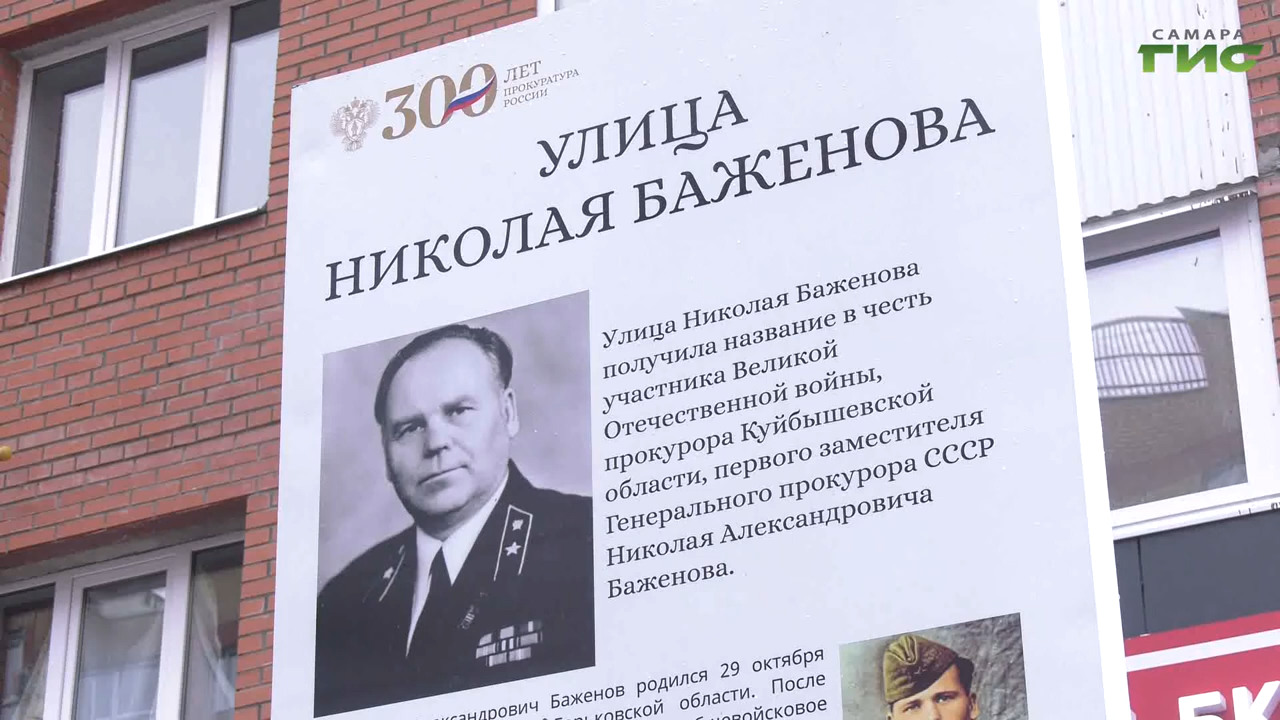 САМАРА
ГИС
300 ЛЕТ
ПРОКУРАТУРА
РОССИИ
УЛИЦА
НИКОЛАЯ БАЖЕНОВА
Улица Николая Баженова
получила название в честь
участника Великой
Отечественной войны,
прокурора Куйбышевской
области, первого заместителя
Генерального прокурора СССР
Николая Александровича
Баженова.
Баженов родился 29 октября
области. После